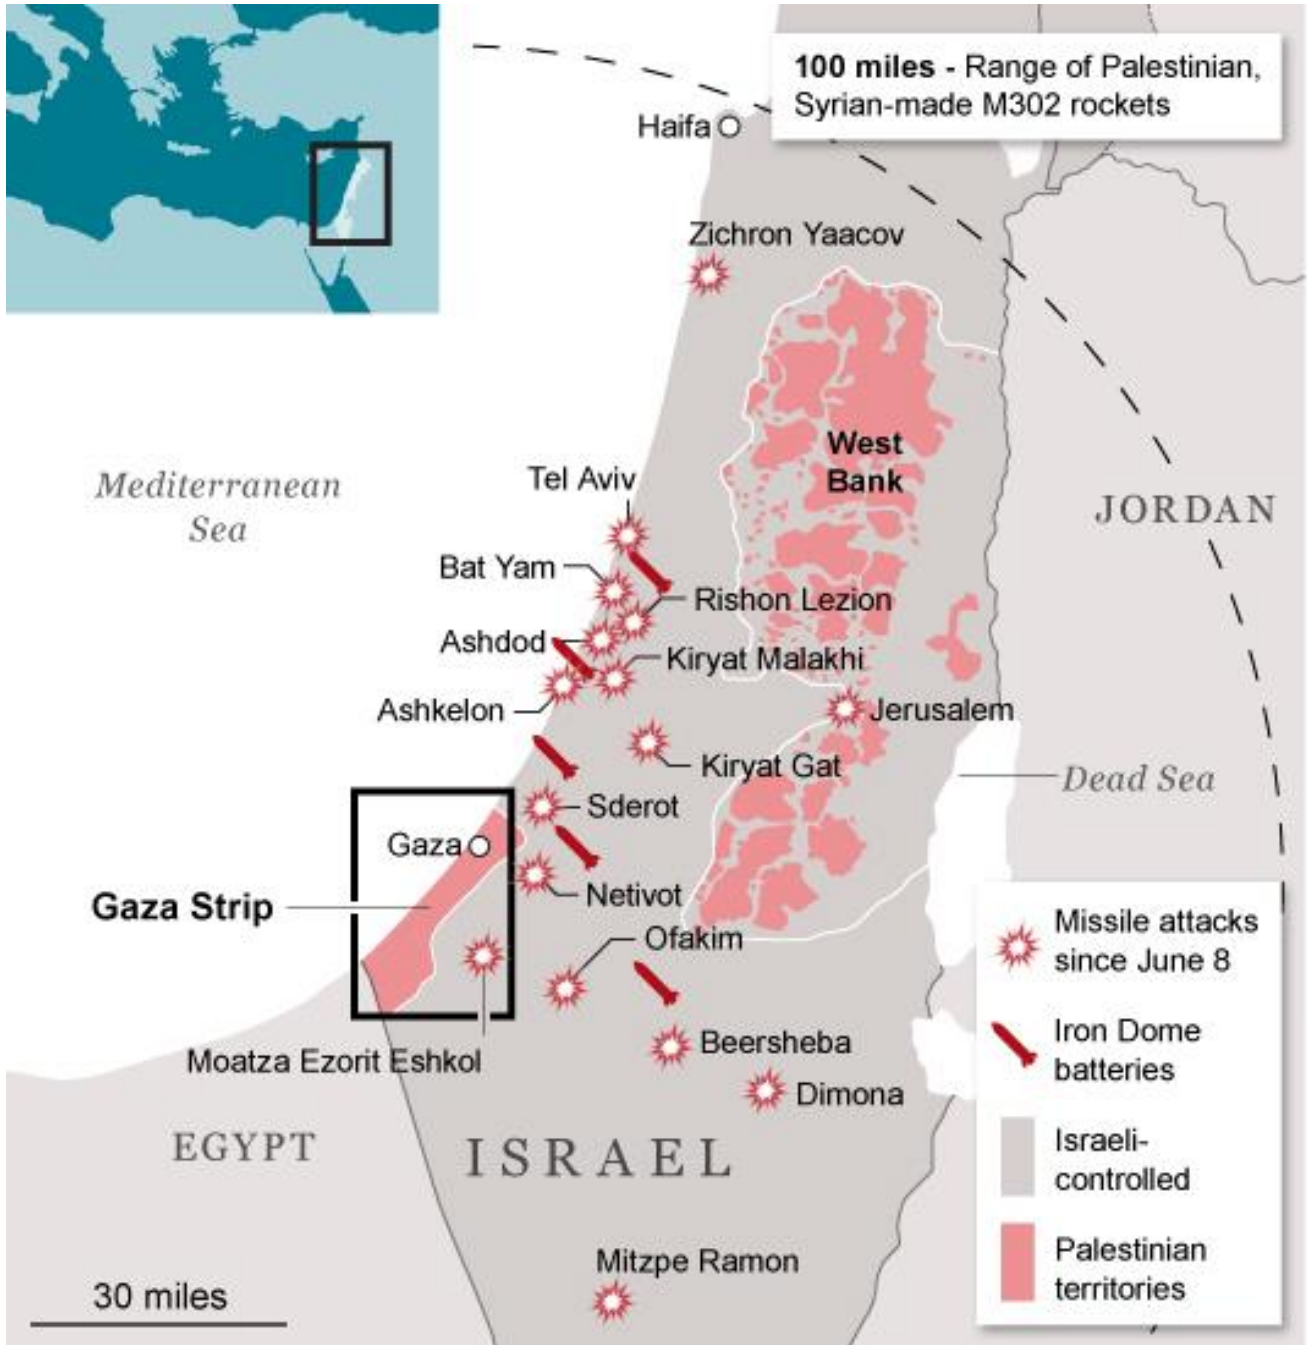 100 miles - Range of Palestinian,
Syrian-made M302 rockets
Haifa
Zichron Yaacov
West
Bank
Mediterranean
Sea
Tel Aviv
JORDAN
Bat Yam
Rishon Lezion
Ashdod
Kiryat Malakhi
Ashkelon
Jerusalem
Kiryat Gat
Dead Sea
Sderot
Gaza
Netivot
Gaza Strip
Ofakim
Missile attacks
since June 8
Moatza Ezorit Eshkol
Beersheba
Iron Dome
batteries
Dimona
EGYPT
ISRAEL
Israeli-
controlled
Mitzpe Ramon
Palestinian
territories
30 miles